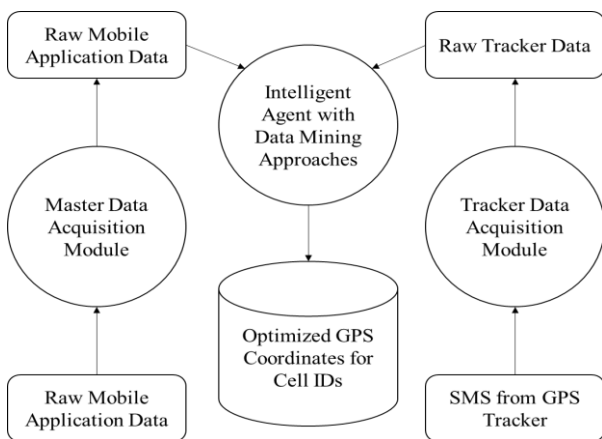 Raw Mobile
Application Data
Intelligent
Agent with
Data Mining
Approaches
Raw Tracker Data
Master Data
Acquisition
Module
Tracker Data
Acquisition
Module
Optimized GPS
Coordinates for
Cell IDs
Raw Mobile
Application Data
SMS from GPS
Tracker